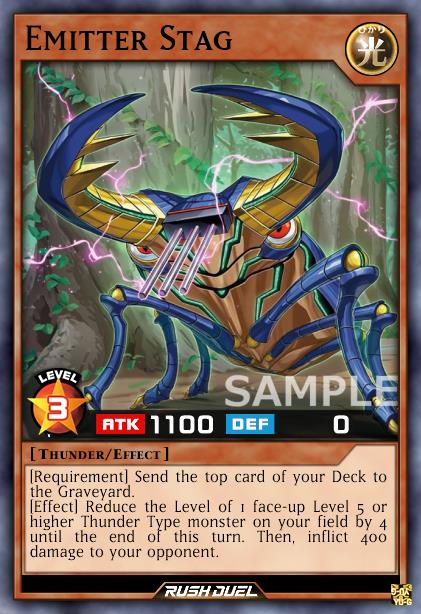 EMITTER STAG
ひかり
光
SAMPLE
LEVEL
3
ATK 1100 DEF 0
[THUNDER/EFFECT]
[Requirement] Send the top card of your Deck to
the Graveyard.
[Effect] Reduce the Level of 1 face-up Level 5 or
higher Thunder Type monster on your field by 4
until the end of this turn. Then, inflict 400
damage to your opponent.
RUSH DUEL